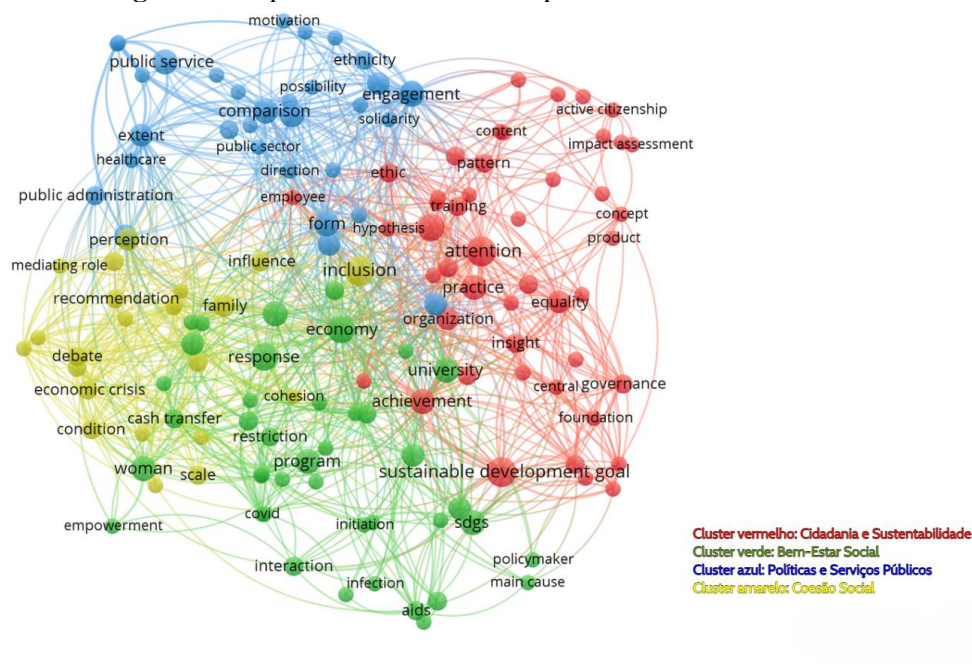 motivation
public service
ethnicity
possibility
engagement
comparison
solidarity
active citizenship
content
extent
public sector
impact assessment
healthcare
pattern
direction
ethic
public administration
employee
training
concept
form
hypothesis
product
perception
attention
mediating role
influence
inclusion
practice
recommendation
family
equality
organization
economy
insight
debate
response
university
central
governance
economic crisis
cohesion
achievement
cash transfer
foundation
condition
restriction
program
woman
scale
sustainable development goal
covid
initiation
sdgs
empowerment
Cluster vermelho: Cidadania e Sustentabilidade
Cluster verde: Bem-Estar Social
policymaker
interaction
Cluster azul: Políticas e Serviços Públicos
infection
main cause
Cluster amarelo: Coesão Social
aids